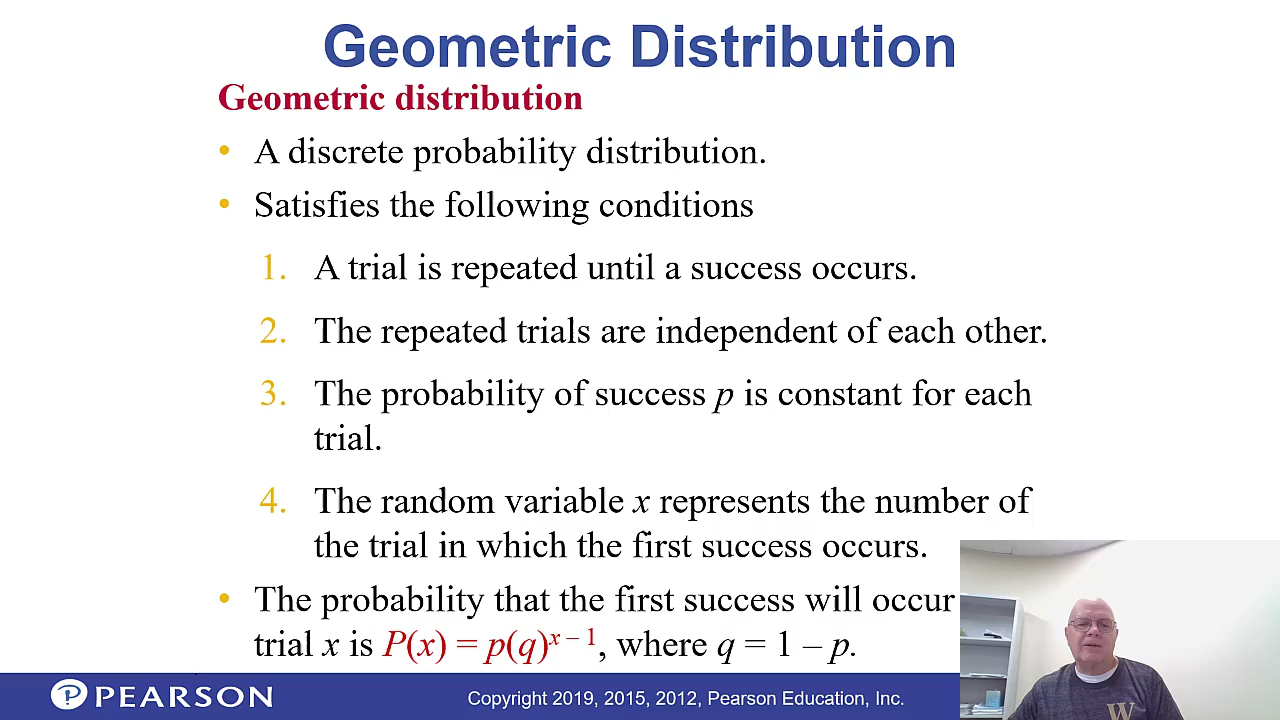 Geometric Distribution
Geometric distribution
• A discrete probability distribution.
• Satisfies the following conditions
1. A trial is repeated until a success occurs.
2. The repeated trials are independent of each other.
3. The probability of success p is constant for each
trial.
4. The random variable x represents the number of
the trial in which the first success occurs.
• The probability that the first success will occur
trial x is P(x) = p(q)^{x – 1}, where q = 1 – p.
P PEARSON
Copyright 2019, 2015, 2012, Pearson Education, Inc.
W